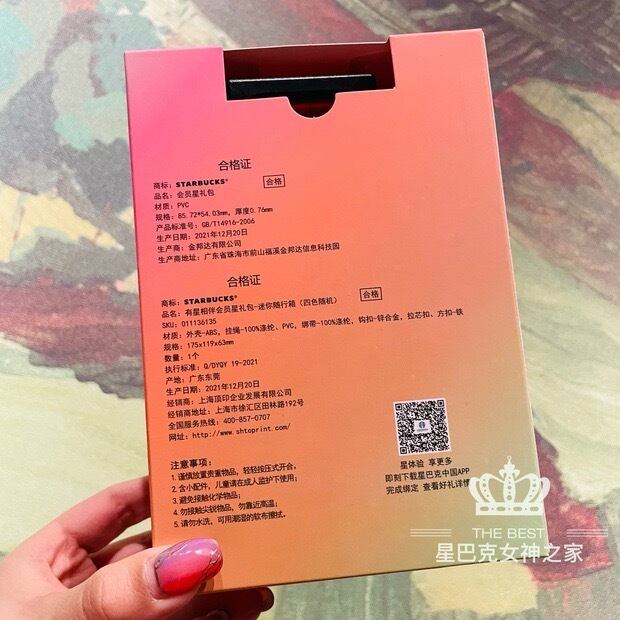 合格证
商标：STARBUCKS® 合格
品名：会员星礼包
材质：PVC
规格：85.72*54.03mm，厚度0.76mm
产品标准号：GB/T14916-2006
生产日期：2021年12月20日
生产商：金邦达有限公司
生产商地址：广东省珠海市前山福溪金邦达信息科技园
合格证
商标：STARBUCKS® 合格
品名：有星相伴会员星礼包-迷你随行箱（四色随机）
SKU：011136135
材质：外壳-ABS，挂绳-100%涤纶、PVC，绑带-100%涤纶，钩扣-锌合金，拉芯扣、方扣-铁
规格：175x119x63mm
数量：1个
执行标准：Q/DYQY 19-2021
产地：广东东莞
生产日期：2021年12月20日
经销商：上海顶印企业发展有限公司
经销商地址：上海市徐汇区田林路192号
全国服务热线：400-857-0707
网址：http://www.shtoprint.com/
注意事项：
1.谨慎放置贵重物品，轻轻按压式开合，
2.含小配件，儿童请在成人监护下使用；
3.避免接触化学物品；
4.勿接触尖锐物品，勿靠近高温；
5.请勿水洗，可用潮湿的软布擦拭。
星体验 享更多
即刻下载星巴克中国APP
完成绑定 查看好礼详情
THE BEST
星巴克女神之家